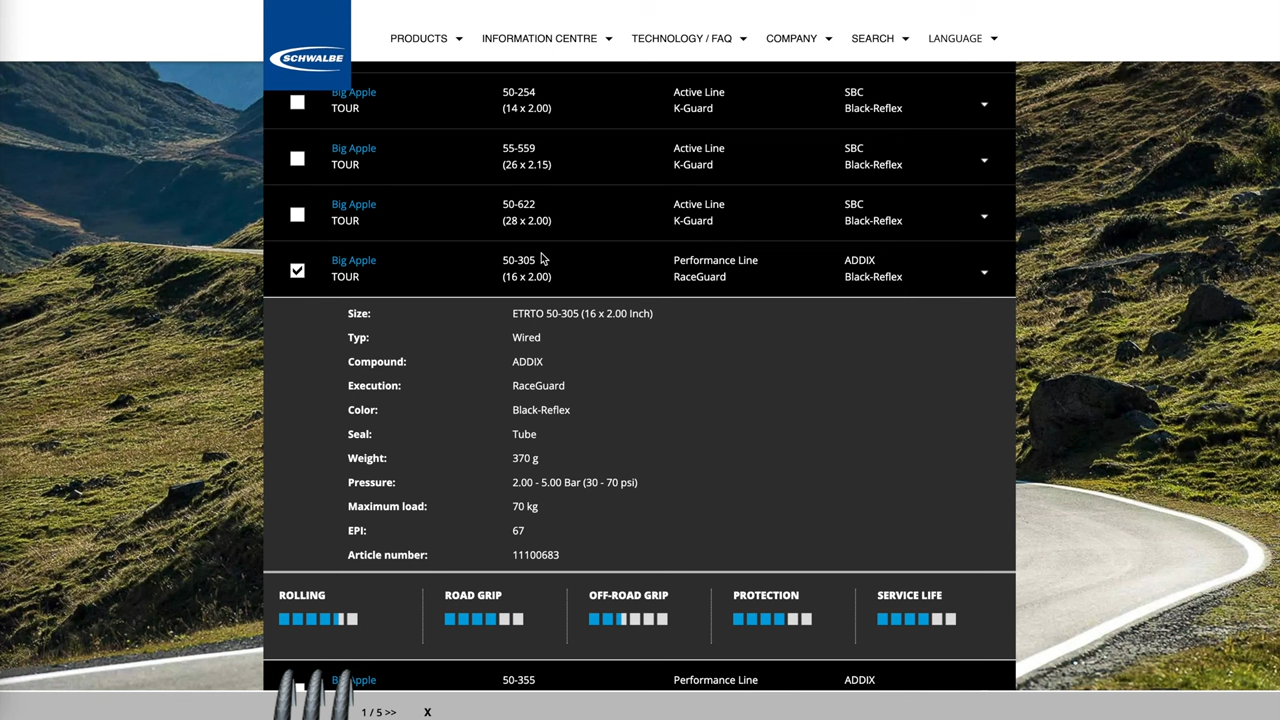 SCHWALBE
PRODUCTS
INFORMATION CENTRE
TECHNOLOGY / FAQ
COMPANY
SEARCH
LANGUAGE
Big Apple 50-254 Active Line SBC
TOUR (14 x 2.00) K-Guard Black-Reflex
Big Apple 55-559 Active Line SBC
TOUR (26 x 2.15) K-Guard Black-Reflex
Big Apple 50-622 Active Line SBC
TOUR (28 x 2.00) K-Guard Black-Reflex
Big Apple 50-305 Performance Line ADDIX
TOUR (16 x 2.00) RaceGuard Black-Reflex
Size: ETRTO 50-305 (16 x 2.00 Inch)
Typ: Wired
Compound: ADDIX
Execution: RaceGuard
Color: Black-Reflex
Seal: Tube
Weight: 370 g
Pressure: 2.00 - 5.00 Bar (30 - 70 psi)
Maximum load: 70 kg
EPI: 67
Article number: 11100683
ROLLING ROAD GRIP OFF-ROAD GRIP PROTECTION SERVICE LIFE
Apple 50-355 Performance Line ADDIX
1 / 5 >> X